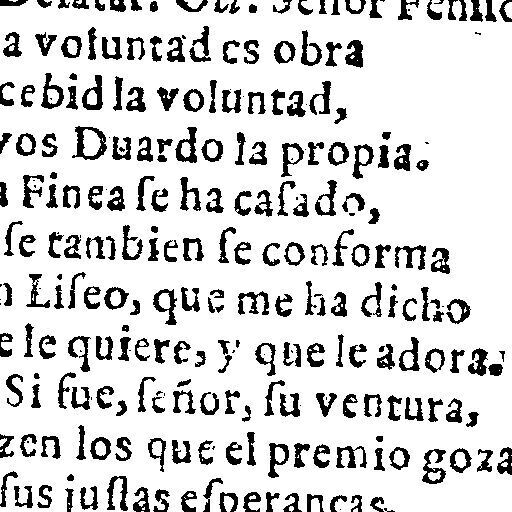 Oct. Señor Feniso
a voluntad es obra
cebid la voluntad,
vos Duardo la propia.
Finea ſe ha caſado,
ſe tambien ſe conforma
Liſeo, que me ha dicho
le quiere, y que le adora.
Si fue, ſeñor, ſu ventura,
zen los que el premio goza
ſus juſtas eſperanças.